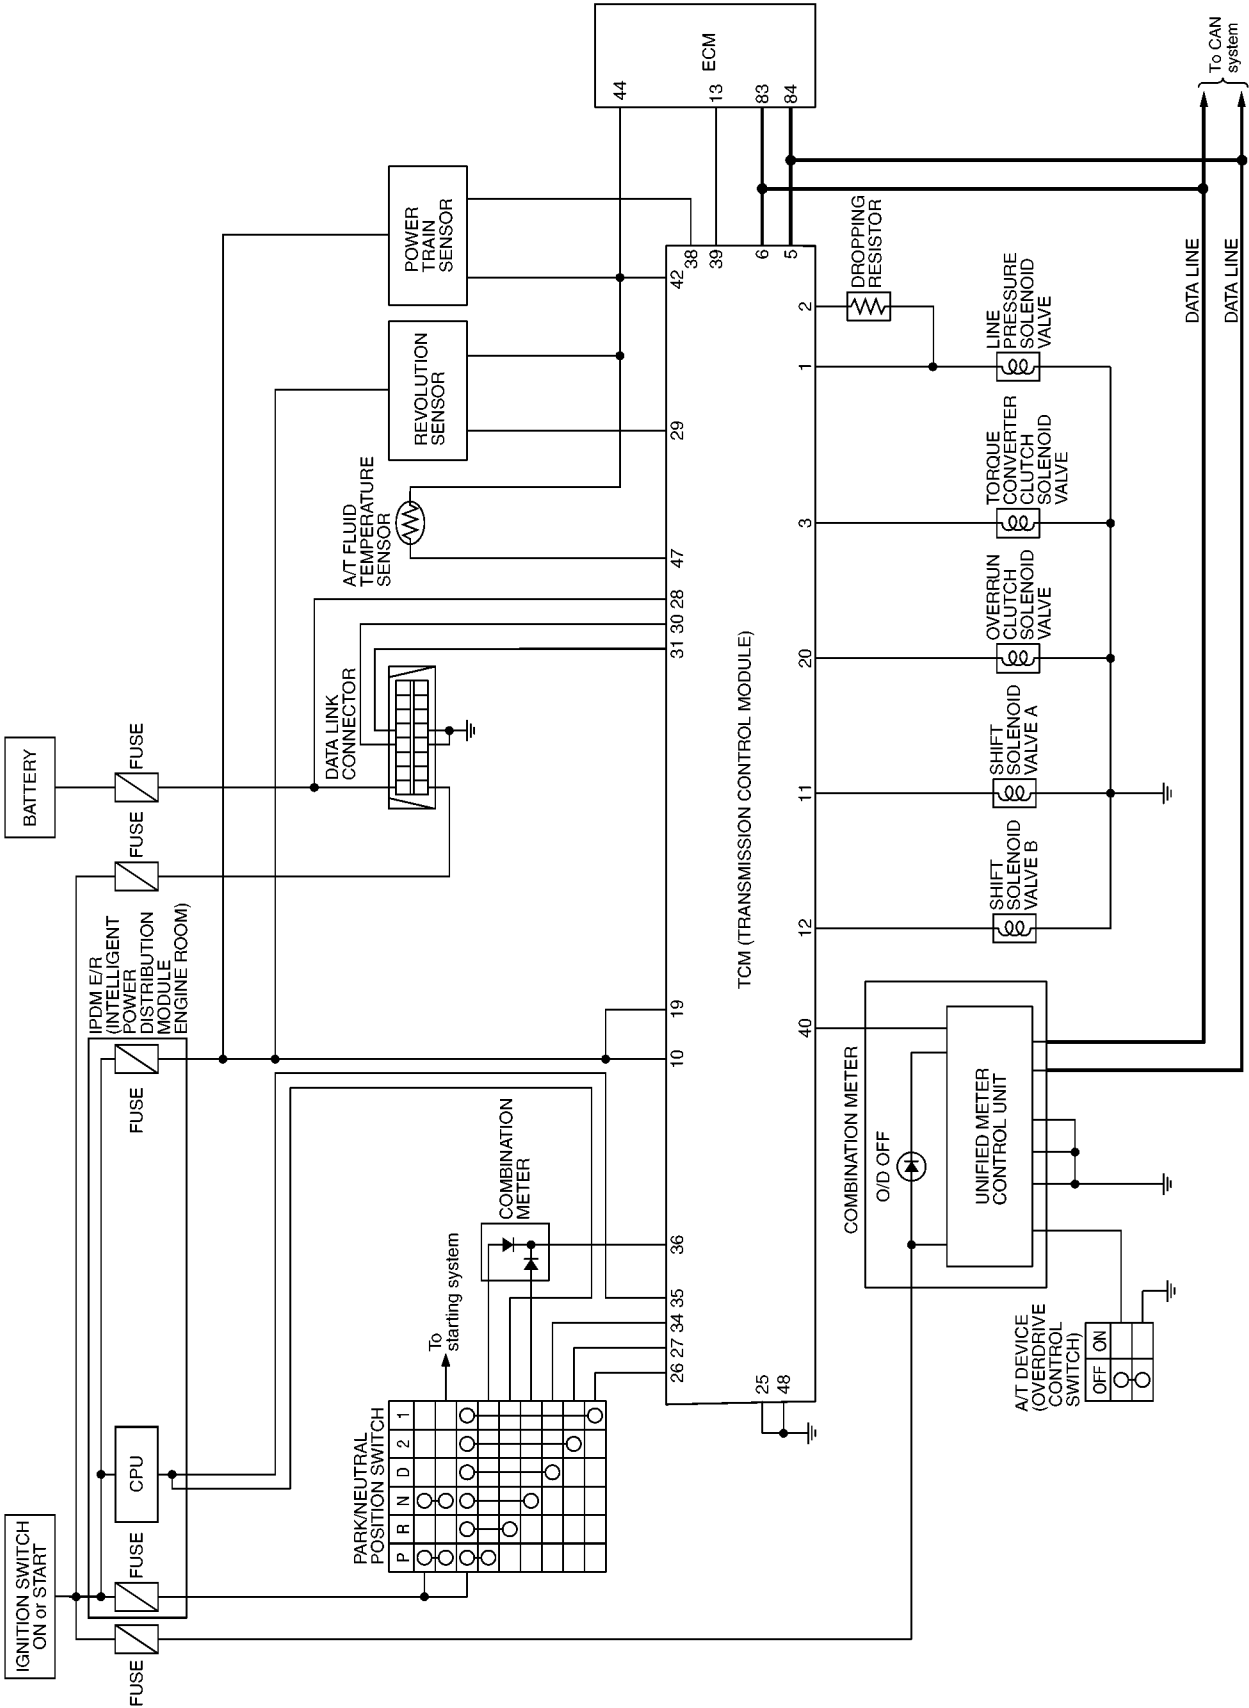 IGNITION SWITCH
ON or START
BATTERY
FUSE
FUSE
CPU
FUSE
IPDM E/R
(INTELLIGENT
POWER
DISTRIBUTION
MODULE
ENGINE ROOM)
FUSE
FUSE
PARK/NEUTRAL
POSITION SWITCH
P R N D 2 1
To
starting system
COMBINATION
METER
DATA LINK
CONNECTOR
A/T FLUID
TEMPERATURE
SENSOR
REVOLUTION
SENSOR
POWER
TRAIN
SENSOR
ECM
44
13
83
84
26 27 34 35
36
10
19
31 30 28
47
29
42
38
39
6
5
TCM (TRANSMISSION CONTROL MODULE)
25
48
40
12
11
20
3
1
2
DROPPING
RESISTOR
COMBINATION METER
O/D OFF
UNIFIED METER
CONTROL UNIT
A/T DEVICE
(OVERDRIVE
CONTROL
SWITCH)
OFF ON
SHIFT
SOLENOID
VALVE B
SHIFT
SOLENOID
VALVE A
OVERRUN
CLUTCH
SOLENOID
VALVE
TORQUE
CONVERTER
CLUTCH
SOLENOID
VALVE
LINE
PRESSURE
SOLENOID
VALVE
DATA LINE
DATA LINE
To CAN
system